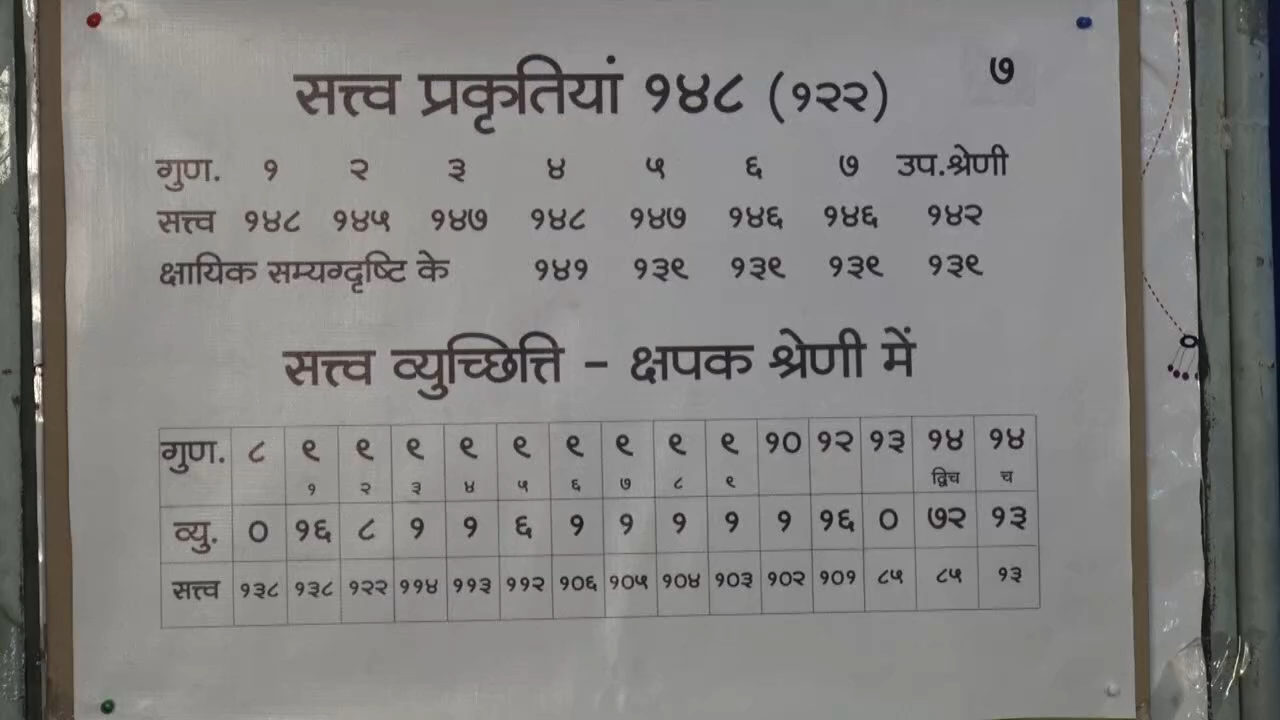 ७
सत्त्व प्रकृतियां १४८ (१२२)
गुण. १ २ ३ ४ ५ ६ ७ उप.श्रेणी
सत्त्व १४८ १४५ १४७ १४८ १४७ १४६ १४६ १४२
क्षायिक सम्यग्दृष्टि के १४१ १३९ १३९ १३९ १३९
सत्त्व व्युच्छित्ति - क्षपक श्रेणी में
गुण. ८ ९ ९ ९ ९ ९ ९ ९ ९ ९ १० १२ १३ १४ १४
१ २ ३ ४ ५ ६ ७ ८ ९ द्विच च
व्यु. ० १६ ८ १ १ ६ १ १ १ १ १ १६ ० ७२ १३
सत्त्व १३८ १३८ १२२ ११४ ११३ ११२ १०६ १०५ १०४ १०३ १०२ १०१ ८५ ८५ १३